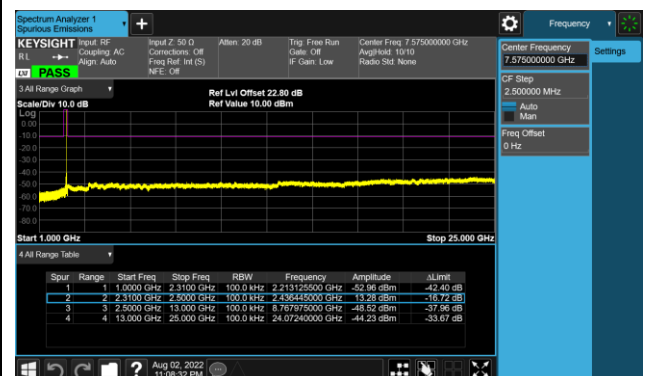 Spectrum Analyzer 1
Spurious Emissions
Frequency
KEYSIGHT
Input: RF
Input Z: 50 Ω
Atten: 20 dB
Trig: Free Run
Center Freq: 7.575000000 GHz
R L
Coupling: AC
Corrections: Off
Gate: Off
Avg|Hold: 10/10
Align: Auto
Freq Ref: Int (S)
IF Gain: Low
Radio Std: None
LXI
PASS
NFE: Off
Center Frequency
7.575000000 GHz
Settings
CF Step
2.500000 MHz
Auto
Man
Freq Offset
0 Hz
3 All Range Graph
Ref Lvl Offset 22.80 dB
Scale/Div 10.0 dB
Ref Value 10.00 dBm
Log
0.00
-10.0
-20.0
-30.0
-40.0
-50.0
-60.0
-70.0
-80.0
Start 1.000 GHz
Stop 25.000 GHz
4 All Range Table
Spur Range Start Freq Stop Freq RBW Frequency Amplitude ΔLimit
1 1 1.0000 GHz 2.3100 GHz 100.0 kHz 2.213125500 GHz -52.96 dBm -42.40 dB
2 2 2.3100 GHz 2.5000 GHz 100.0 kHz 2.436445000 GHz 13.28 dBm -16.72 dB
3 3 2.5000 GHz 13.000 GHz 100.0 kHz 8.767975000 GHz -48.52 dBm -37.96 dB
4 4 13.000 GHz 25.000 GHz 100.0 kHz 24.07240000 GHz -44.23 dBm -33.67 dB
Aug 02, 2022
11:08:32 PM